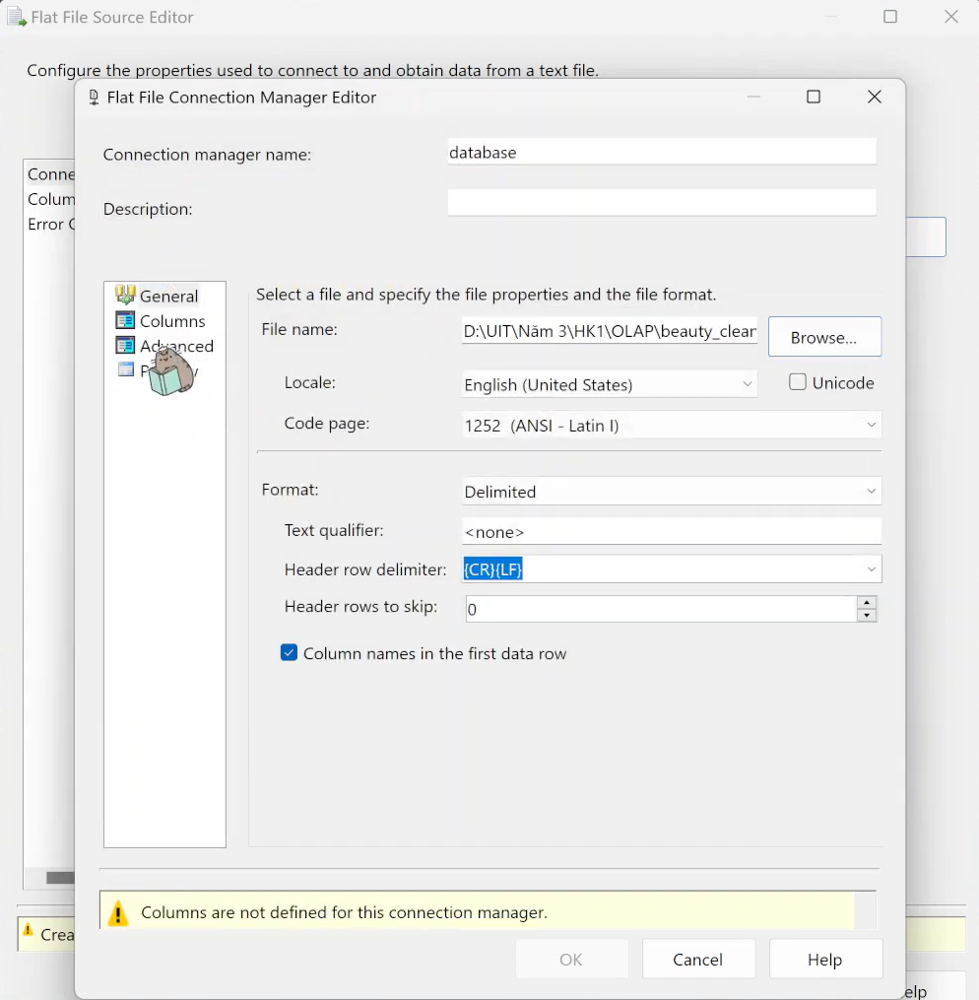 Flat File Source Editor
Configure the properties used to connect to and obtain data from a text file.
Flat File Connection Manager Editor
Connection manager name:
database
Description:
Conne
Colum
Error C
General
Columns
Advanced
Select a file and specify the file properties and the file format.
File name:
D:\UIT\Năm 3\HK1\OLAP\beauty_clean
Browse...
Locale:
English (United States)
Unicode
Code page:
1252 (ANSI - Latin I)
Format:
Delimited
Text qualifier:
<none>
Header row delimiter:
{CR}{LF}
Header rows to skip:
0
Column names in the first data row
Columns are not defined for this connection manager.
Crea
OK
Cancel
Help
elp